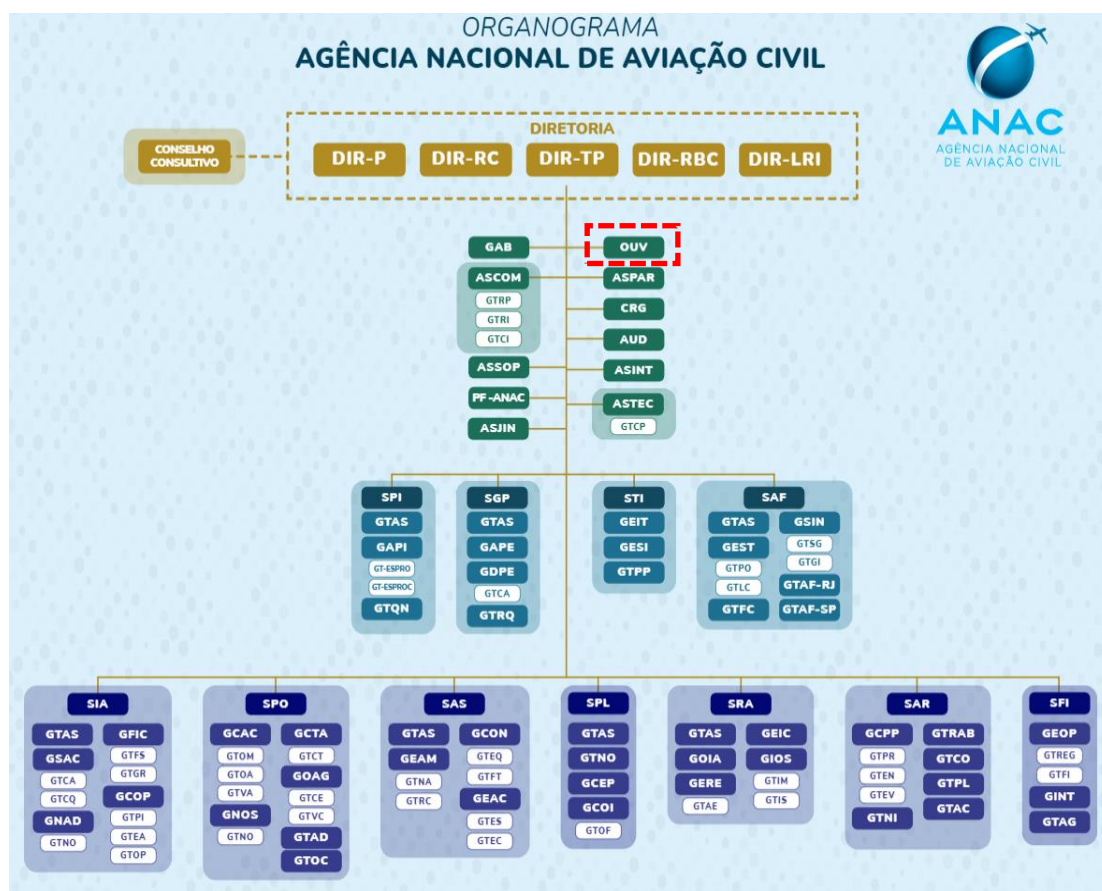 ORGANOGRAMA
AGÊNCIA NACIONAL DE AVIAÇÃO CIVIL
ANAC
AGÊNCIA NACIONAL
DE AVIAÇÃO CIVIL
CONSELHO
CONSULTIVO
DIRETORIA
DIR-P
DIR-RC
DIR-TP
DIR-RBC
DIR-LRI
GAB
OUV
ASCOM
GTRP
GTRI
GTCI
ASPAR
CRG
AUD
ASSOP
ASINT
PF-ANAC
ASTEC
GTCP
ASJIN
SPI
GTAS
GAPI
GT-ESPRO
GT-ESPROC
GTQN
SGP
GTAS
GAPE
GDPE
GTCA
GTRQ
STI
GEIT
GESI
GTPP
SAF
GTAS
GEST
GTPO
GTLC
GTFC
GSIN
GTSG
GTGI
GTAF-RJ
GTAF-SP
SIA
GTAS
GSAC
GTCA
GTCQ
GNAD
GTNO
GFIC
GTFS
GTGR
GCOP
GTPI
GTEA
GTOP
SPO
GCAC
GTOM
GTOA
GTVA
GNOS
GTNO
GCTA
GTCT
GOAG
GTCE
GTVC
GTAD
GTOC
SAS
GTAS
GEAM
GTNA
GTRC
GCON
GTEQ
GTFT
GEAC
GTES
GTEC
SPL
GTAS
GTNO
GCEP
GCOI
GTOF
SRA
GTAS
GOIA
GERE
GTAE
GEIC
GIOS
GTIM
GTIS
SAR
GCPP
GTPR
GTEN
GTEV
GTNI
GTRAB
GTCO
GTPL
GTAC
SFI
GEOP
GTREG
GTFI
GINT
GTAG